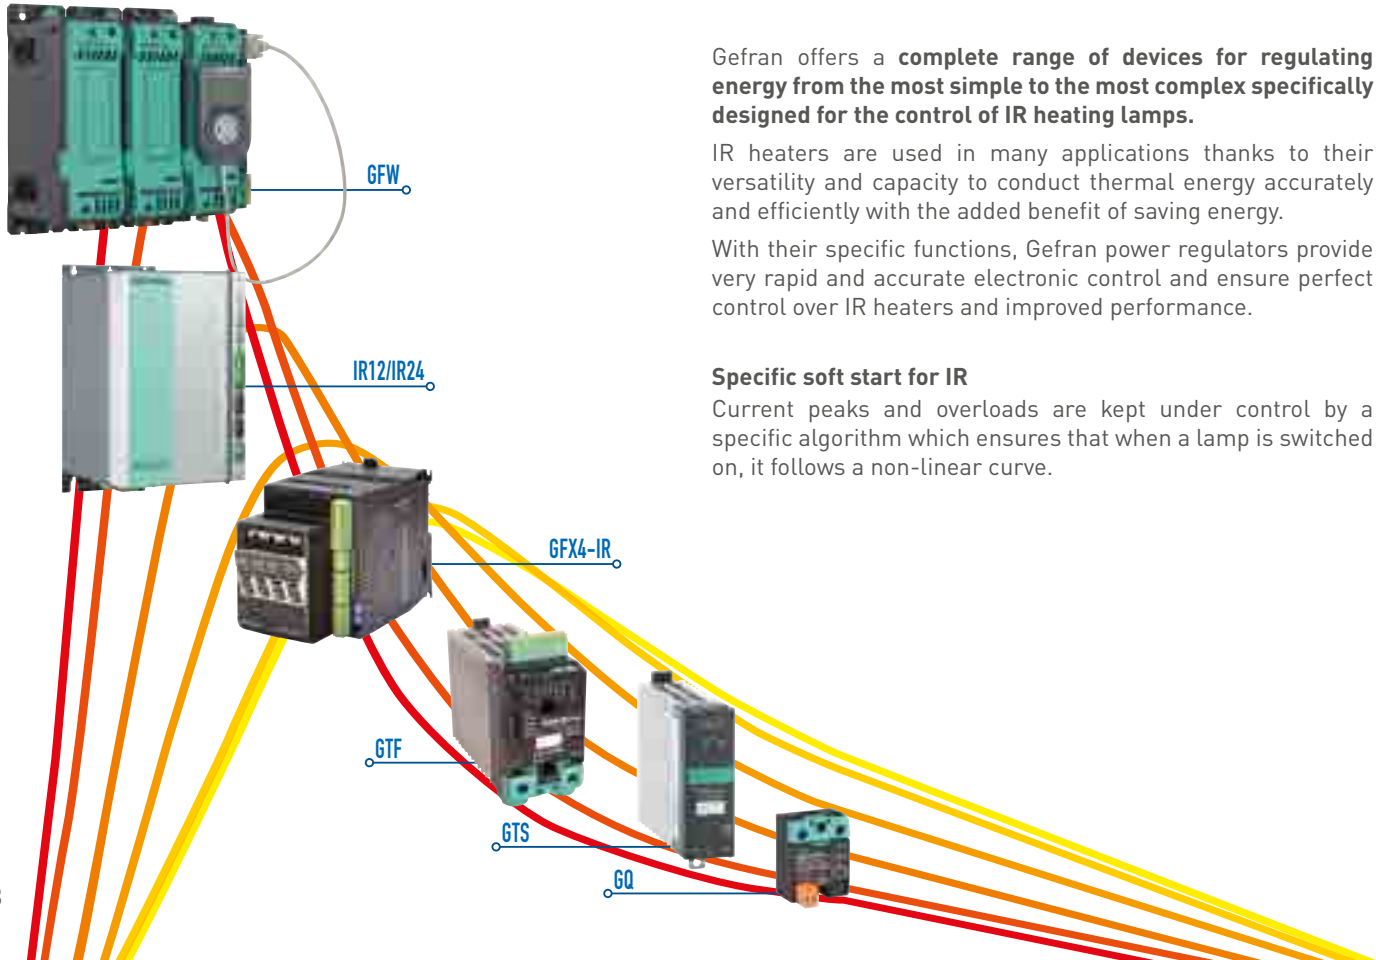 Gefran offers a complete range of devices for regulating
energy from the most simple to the most complex specifically
designed for the control of IR heating lamps.
IR heaters are used in many applications thanks to their
versatility and capacity to conduct thermal energy accurately
and efficiently with the added benefit of saving energy.
With their specific functions, Gefran power regulators provide
very rapid and accurate electronic control and ensure perfect
control over IR heaters and improved performance.
Specific soft start for IR
Current peaks and overloads are kept under control by a
specific algorithm which ensures that when a lamp is switched
on, it follows a non-linear curve.
GFW
IR12/IR24
GFX4-IR
GTF
GTS
GQ